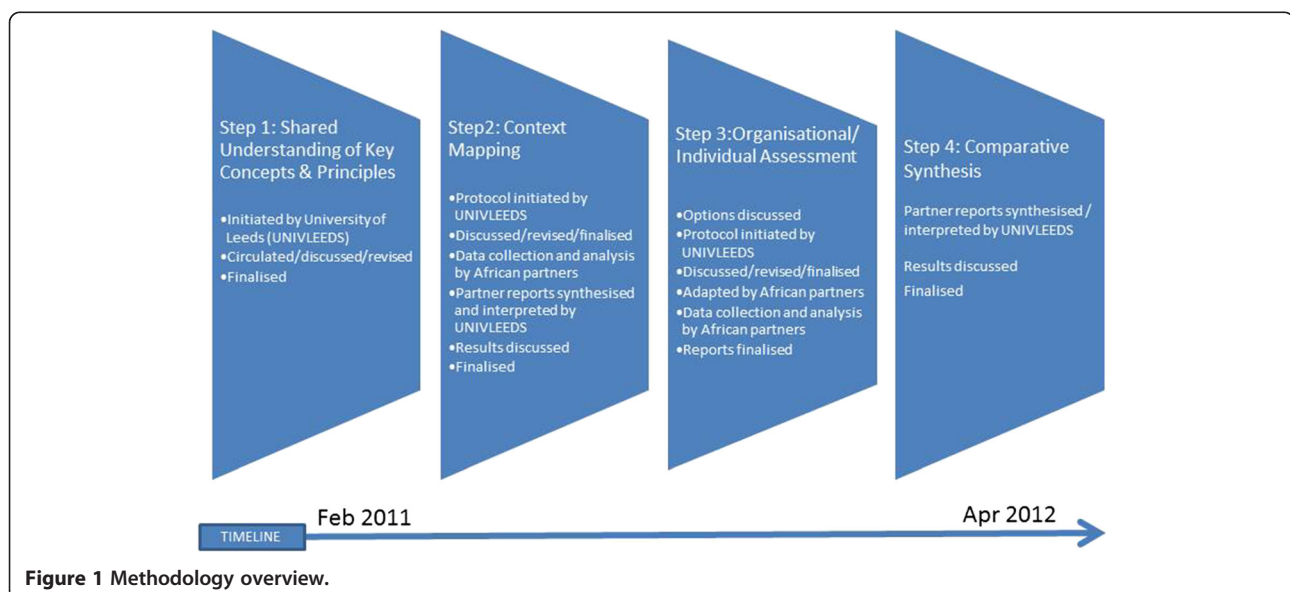 Step 1: Shared
Understanding of Key
Concepts & Principles
•Initiated by University of
Leeds (UNIVLEEDS)
•Circulated/discussed/revised
•Finalised
Step2: Context
Mapping
•Protocol initiated by
UNIVLEEDS
•Discussed/revised/finalised
•Data collection and analysis
by African partners
•Partner reports synthesised
and interpreted by
UNIVLEEDS
•Results discussed
•Finalised
Step 3:Organisational/
Individual Assessment
•Options discussed
•Protocol initiated by
UNIVLEEDS
•Discussed/revised/finalised
•Adapted by African partners
•Data collection and analysis
by African partners
•Reports finalised
Step 4: Comparative
Synthesis
Partner reports synthesised /
interpreted by UNIVLEEDS
Results discussed
Finalised
TIMELINE
Feb 2011
Apr 2012
Figure 1 Methodology overview.